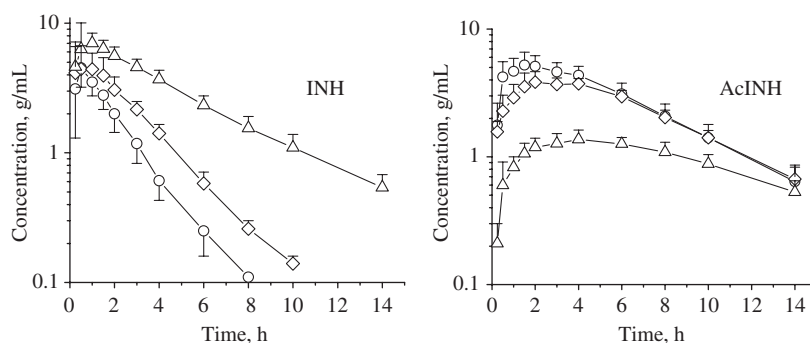 10
1
0.1
Concentration, g/mL
INH
0 2 4 6 8 10 12 14
Time, h
10
1
0.1
Concentration, g/mL
AcINH
0 2 4 6 8 10 12 14
Time, h